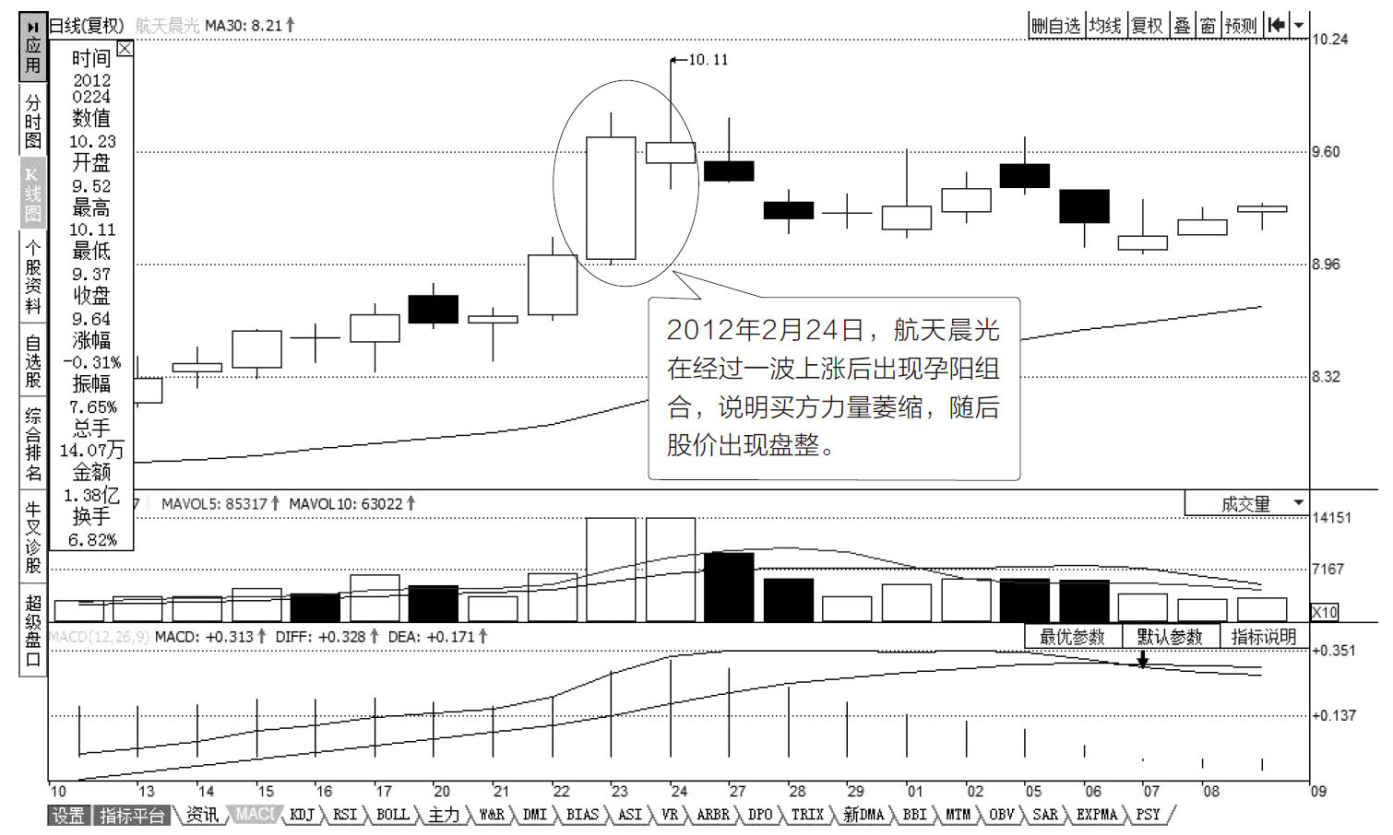 日线(复权) 航天晨光 MA30: 8.21↑
删自选 均线 复权 叠 窗 预测
应用
分时图
K线图
个股资料
自选股
综合排名
牛叉诊股
超级盘口
时间
2012
0224
数值
10.23
开盘
9.52
最高
10.11
最低
9.37
收盘
9.64
涨幅
-0.31%
振幅
7.65%
总手
14.07万
金额
1.38亿
换手
6.82%
←10.11
10.24
9.60
8.96
8.32
2012年2月24日，航天晨光
在经过一波上涨后出现孕阳组
合，说明买方力量萎缩，随后
股价出现盘整。
7 MAVOL5: 85317↑ MAVOL10: 63022↑
成交量
14151
7167
X10
MACD(12,26,9) MACD: +0.313↑ DIFF: +0.328↑ DEA: +0.171↑
最优参数 默认参数 指标说明
+0.351
+0.137
10 13 14 15 16 17 20 21 22 23 24 27 28 29 01 02 05 06 07 08 09
设置 指标平台 资讯 MACD KDJ RSI BOLL 主力 W&R DMI BIAS ASI VR ARBR DPO TRIX 新DMA BBI MTM OBV SAR EXPMA PSY